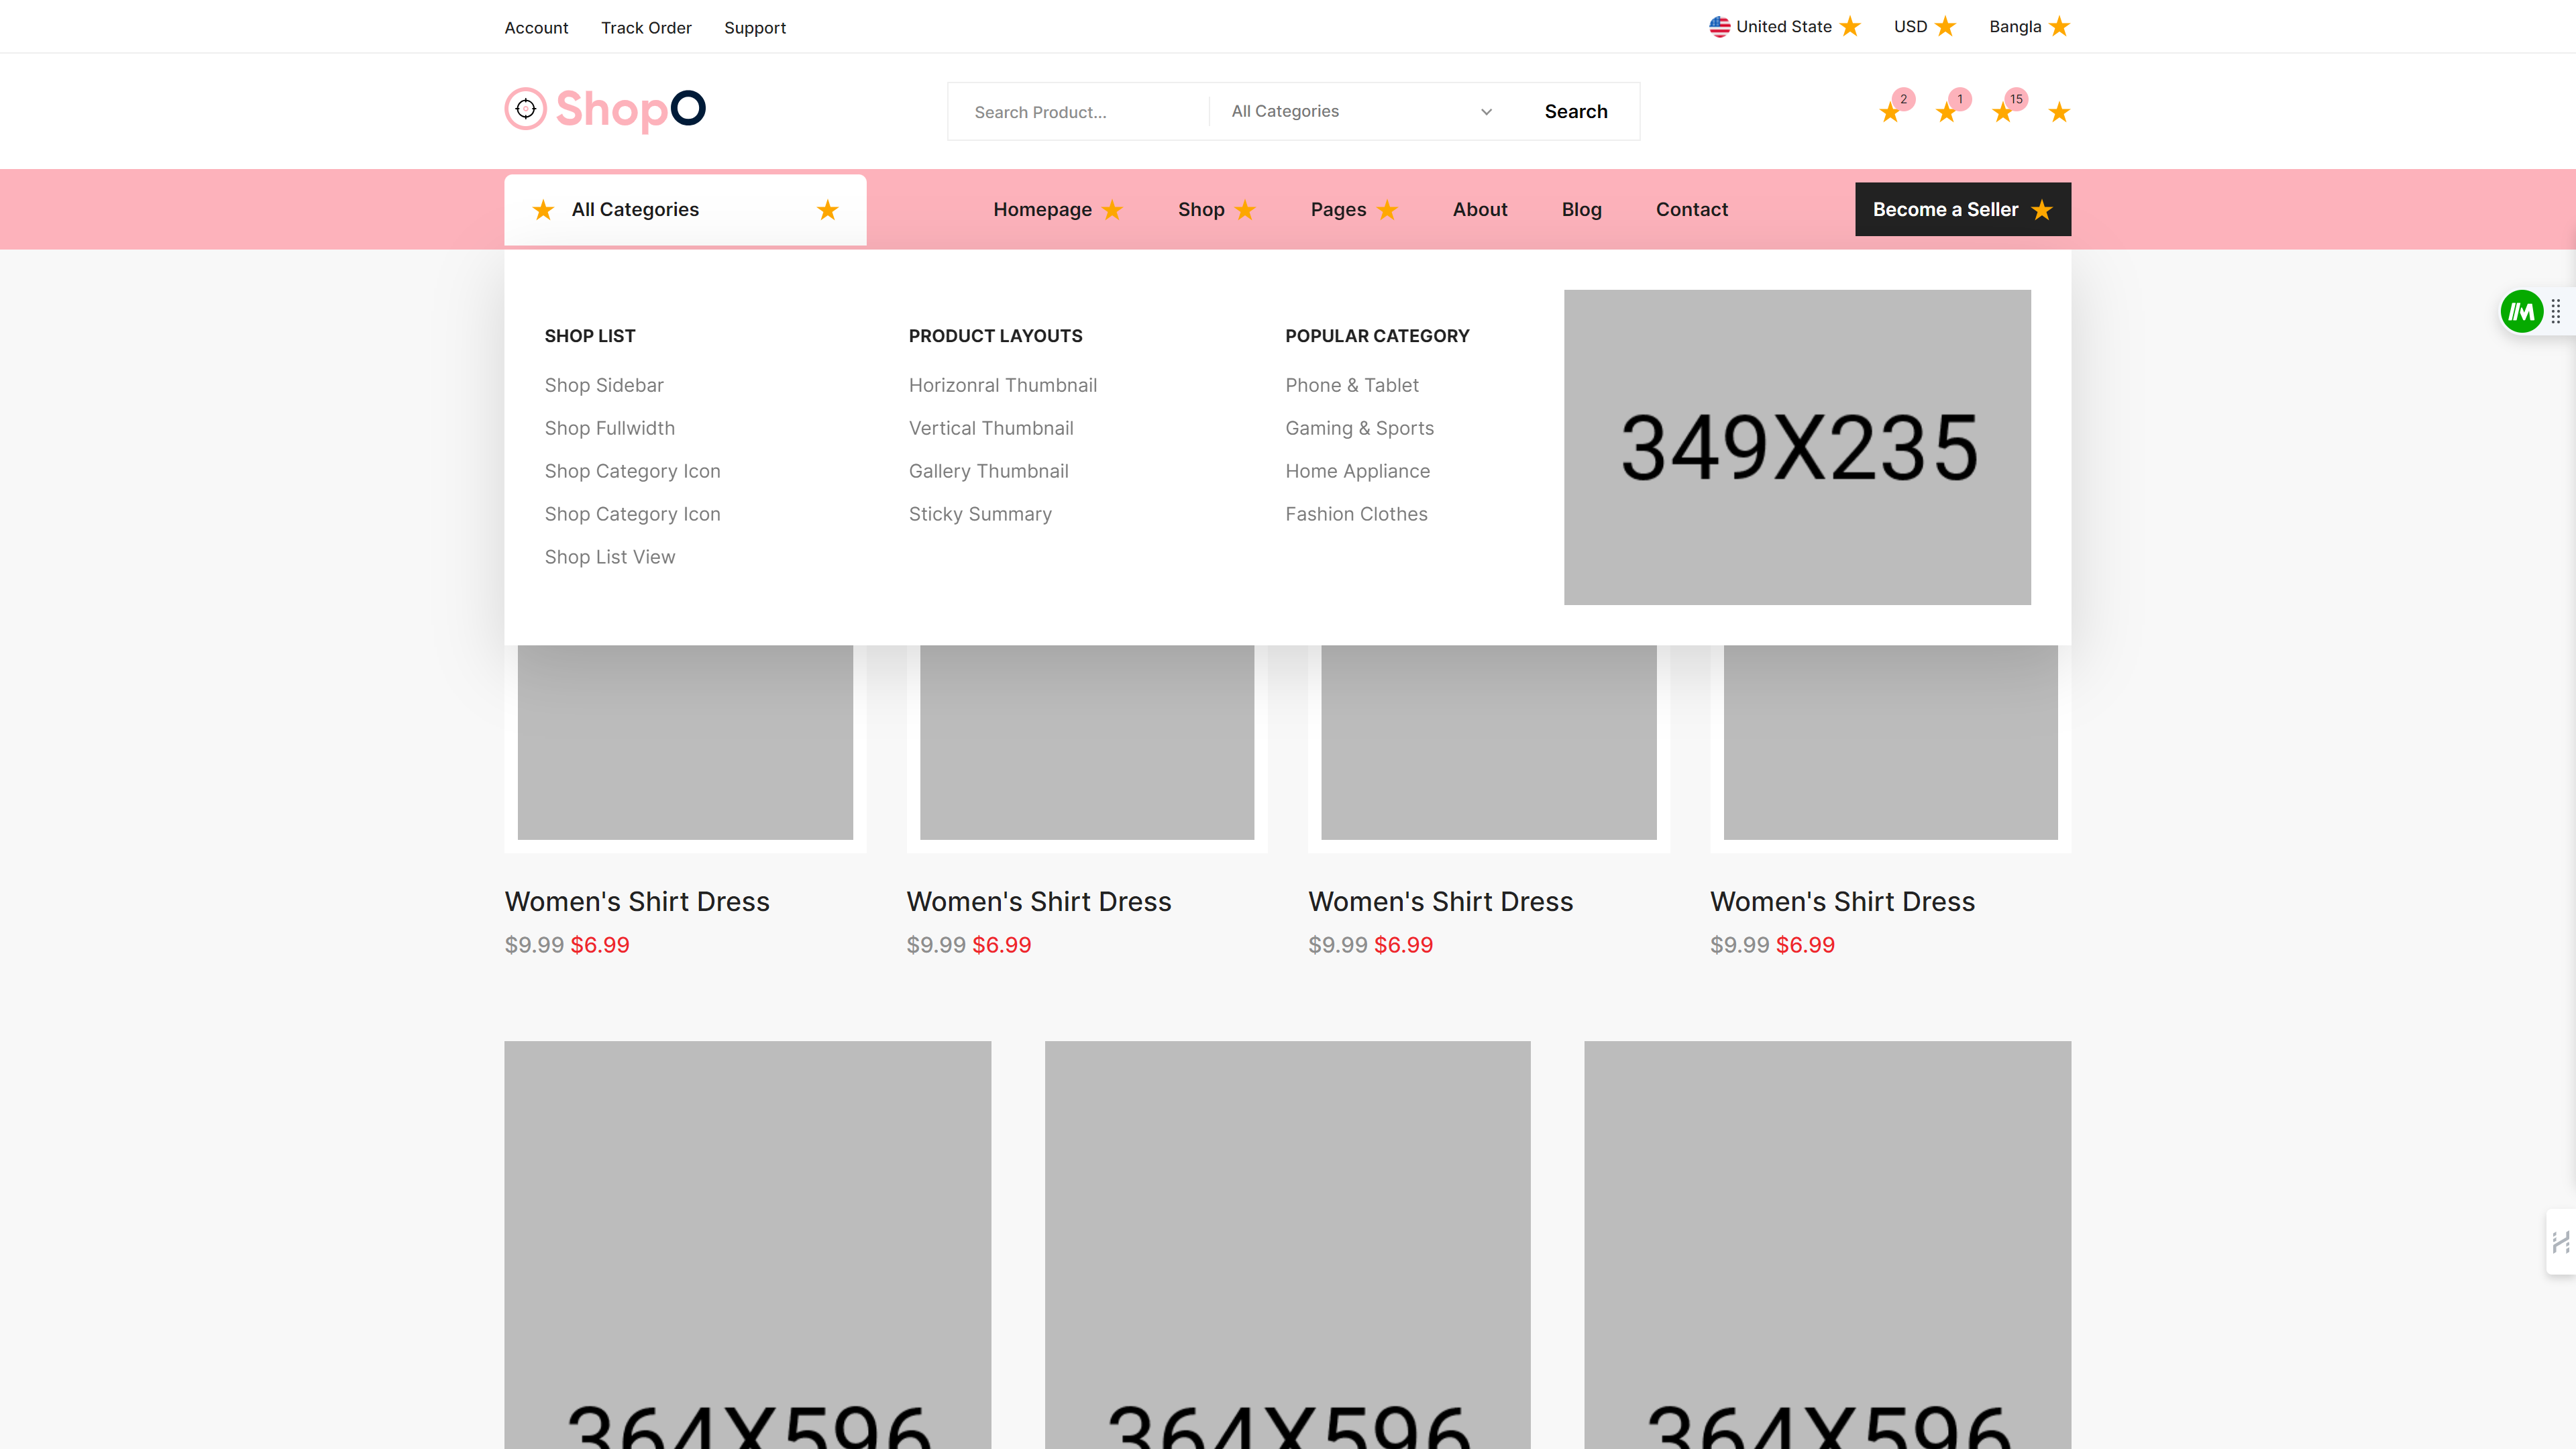 Account Track Order Support United State USD Bangla
ShopO Search Product... All Categories Search 2 1 15
All Categories Homepage Shop Pages About Blog Contact Become a Seller
SHOP LIST
Shop Sidebar
Shop Fullwidth
Shop Category Icon
Shop Category Icon
Shop List View
PRODUCT LAYOUTS
Horizonral Thumbnail
Vertical Thumbnail
Gallery Thumbnail
Sticky Summary
POPULAR CATEGORY
Phone & Tablet
Gaming & Sports
Home Appliance
Fashion Clothes
349X235
Women's Shirt Dress
$9.99 $6.99
Women's Shirt Dress
$9.99 $6.99
Women's Shirt Dress
$9.99 $6.99
Women's Shirt Dress
$9.99 $6.99
364X596 364X596 364X596